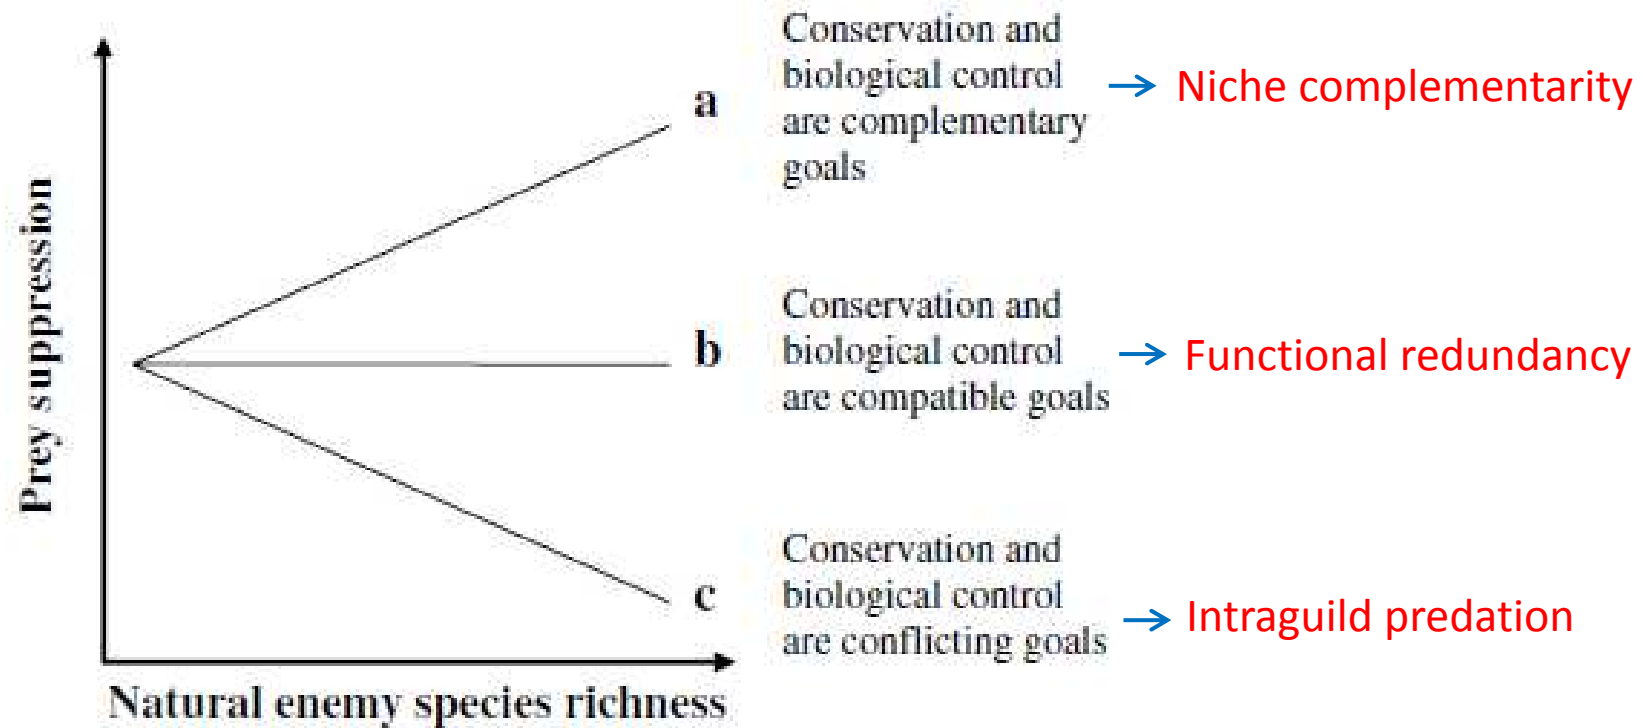 Prey suppression
a
Conservation and
biological control
are complementary
goals
Niche complementarity
b
Conservation and
biological control
are compatible goals
Functional redundancy
c
Conservation and
biological control
are conflicting goals
Intraguild predation
Natural enemy species richness